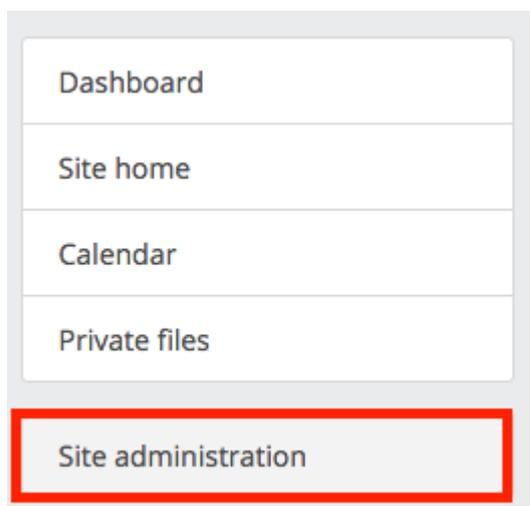 Dashboard
Site home
Calendar
Private files
Site administration